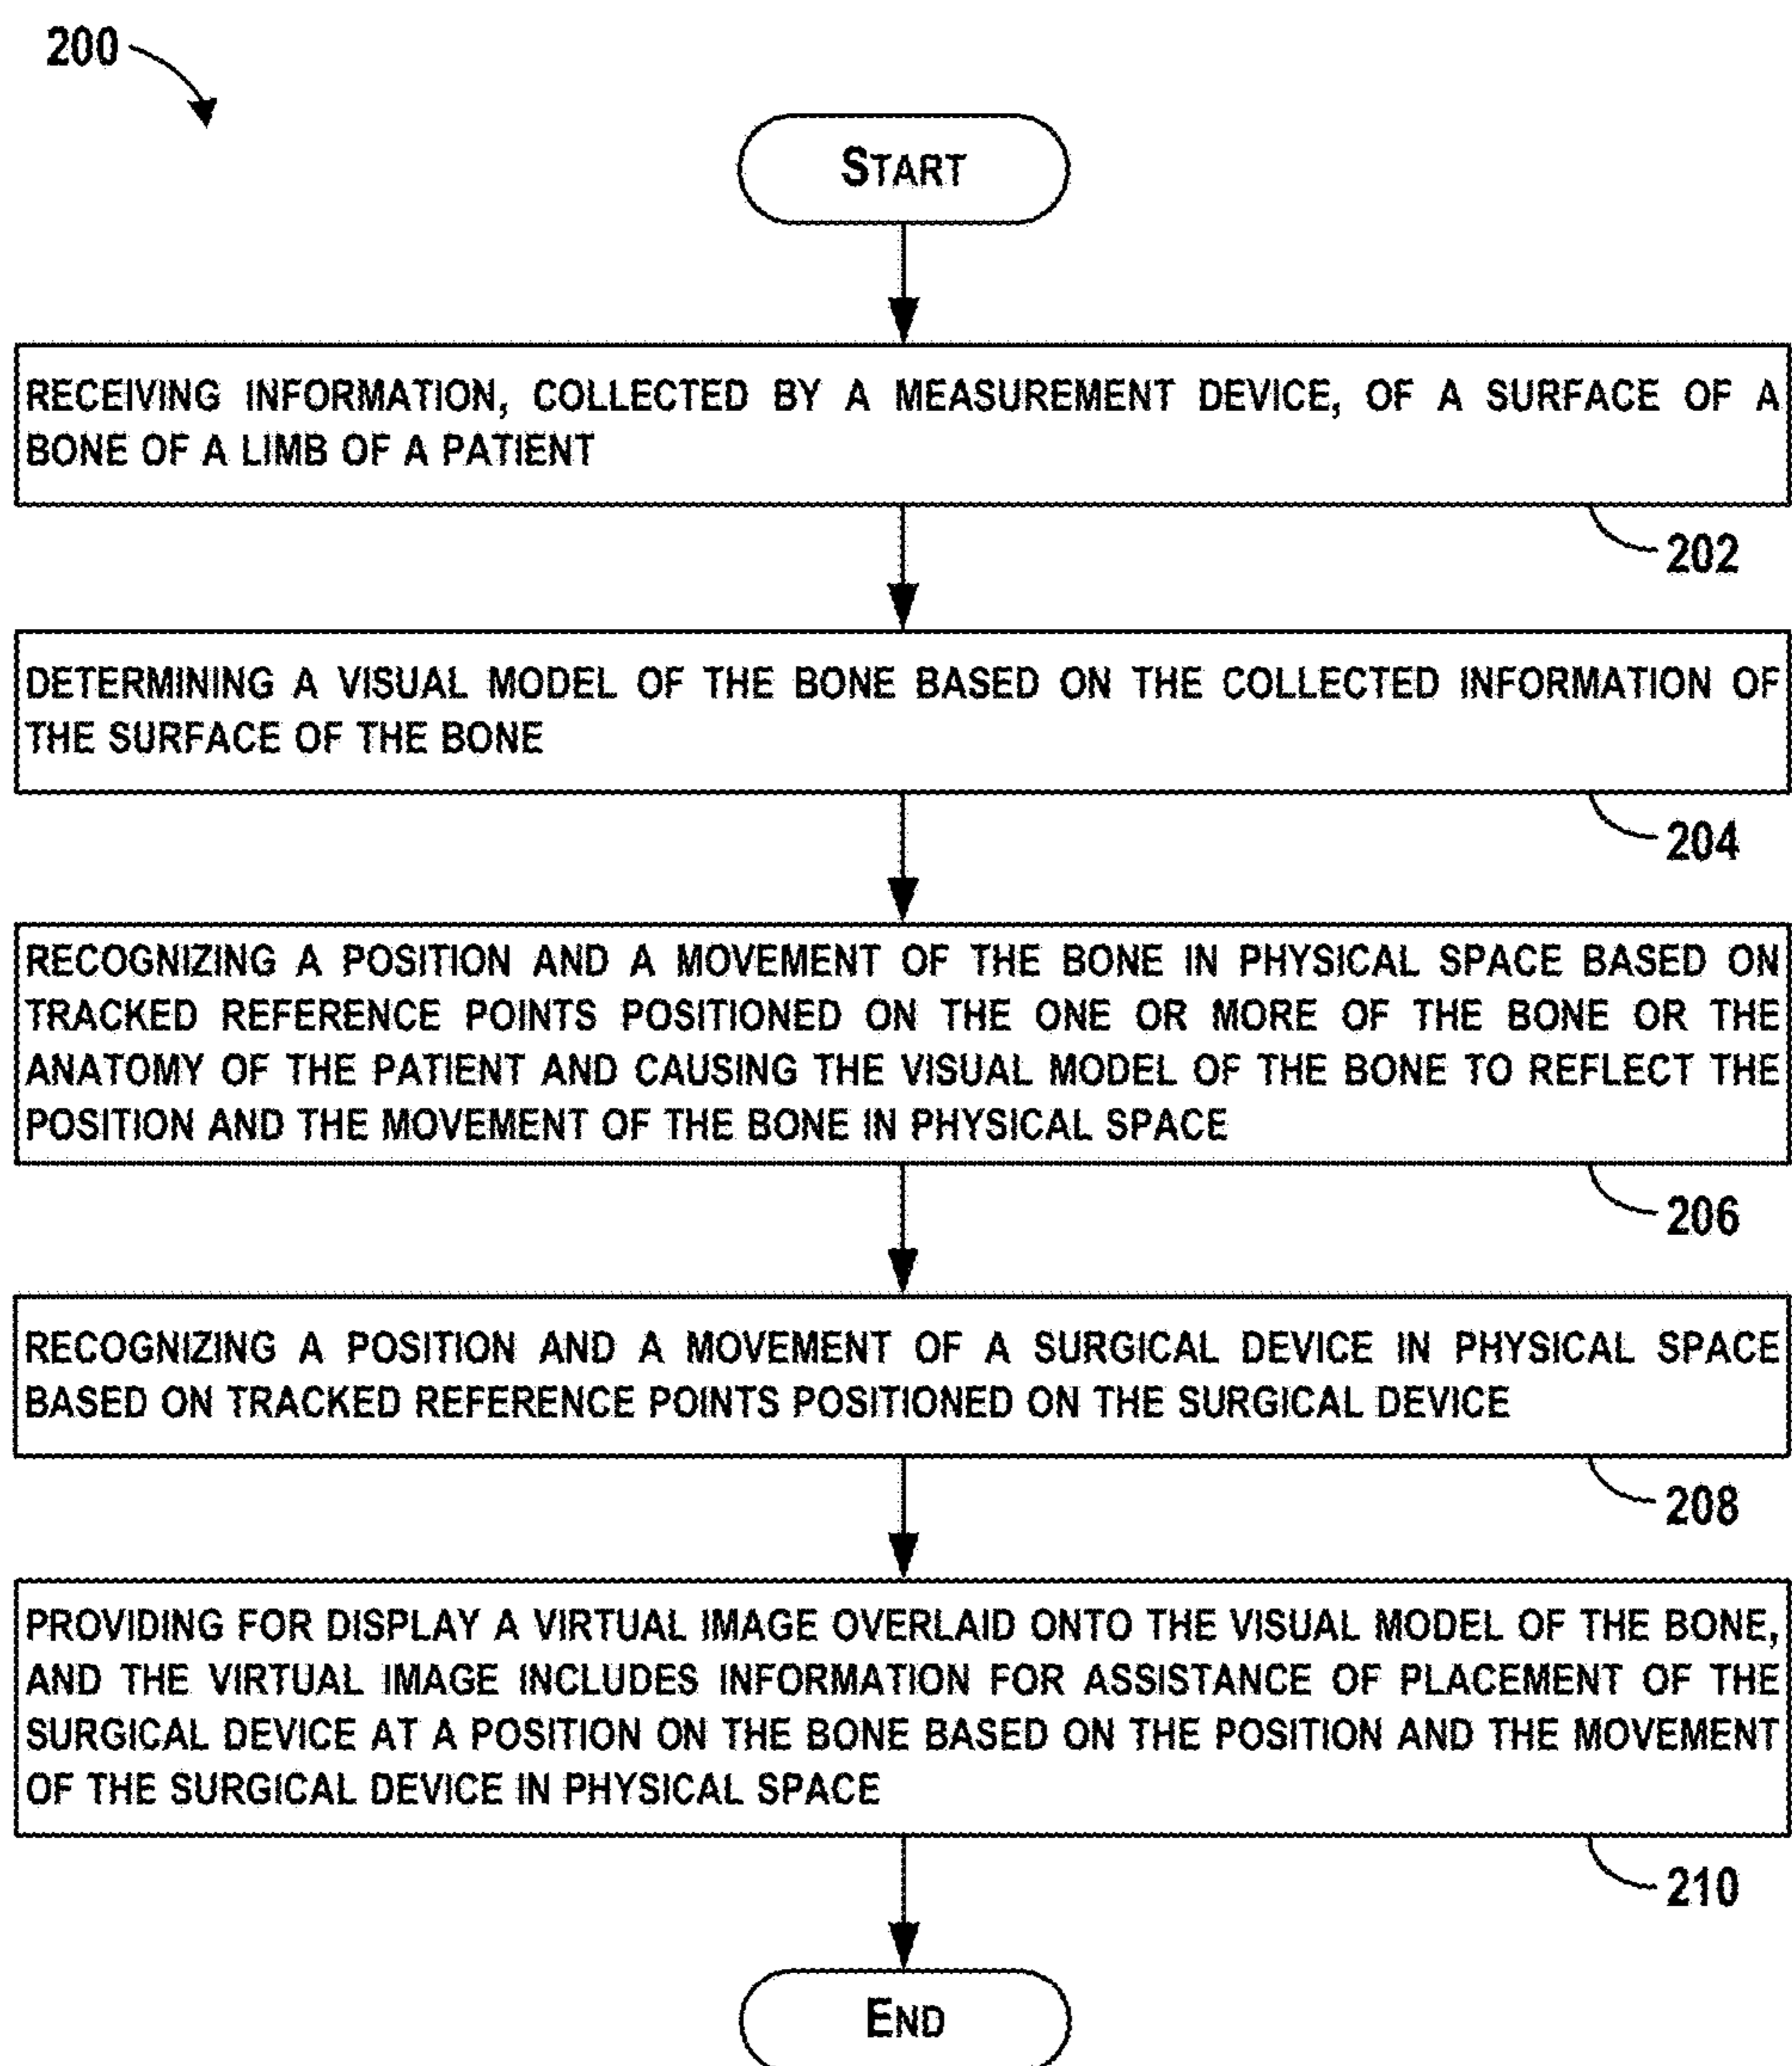 200
START
RECEIVING INFORMATION, COLLECTED BY A MEASUREMENT DEVICE, OF A SURFACE OF A
BONE OF A LIMB OF A PATIENT
202
DETERMINING A VISUAL MODEL OF THE BONE BASED ON THE COLLECTED INFORMATION OF
THE SURFACE OF THE BONE
204
RECOGNIZING A POSITION AND A MOVEMENT OF THE BONE IN PHYSICAL SPACE BASED ON
TRACKED REFERENCE POINTS POSITIONED ON THE ONE OR MORE OF THE BONE OR THE
ANATOMY OF THE PATIENT AND CAUSING THE VISUAL MODEL OF THE BONE TO REFLECT THE
POSITION AND THE MOVEMENT OF THE BONE IN PHYSICAL SPACE
206
RECOGNIZING A POSITION AND A MOVEMENT OF A SURGICAL DEVICE IN PHYSICAL SPACE
BASED ON TRACKED REFERENCE POINTS POSITIONED ON THE SURGICAL DEVICE
208
PROVIDING FOR DISPLAY A VIRTUAL IMAGE OVERLAID ONTO THE VISUAL MODEL OF THE BONE,
AND THE VIRTUAL IMAGE INCLUDES INFORMATION FOR ASSISTANCE OF PLACEMENT OF THE
SURGICAL DEVICE AT A POSITION ON THE BONE BASED ON THE POSITION AND THE MOVEMENT
OF THE SURGICAL DEVICE IN PHYSICAL SPACE
210
END